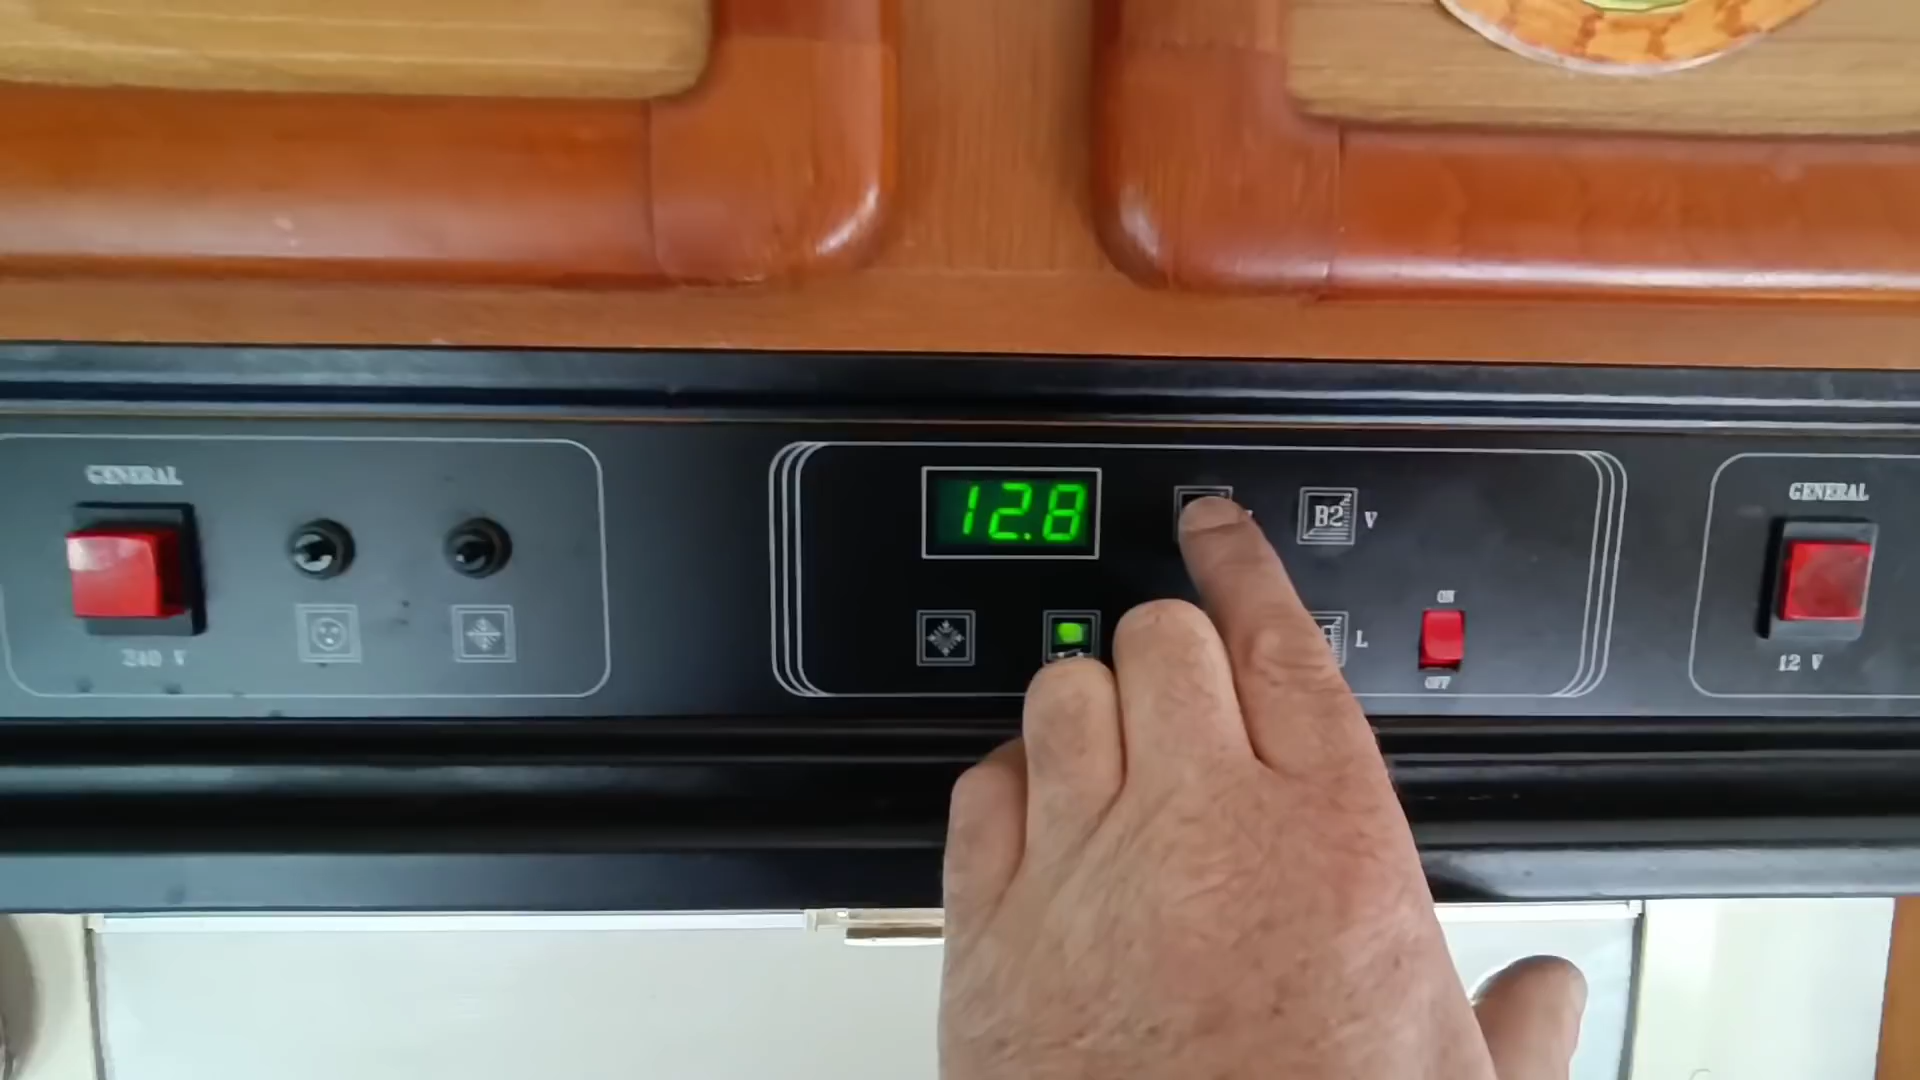 GENERAL
240 V
12.8
B2 V
L
ON
OFF
GENERAL
12 V